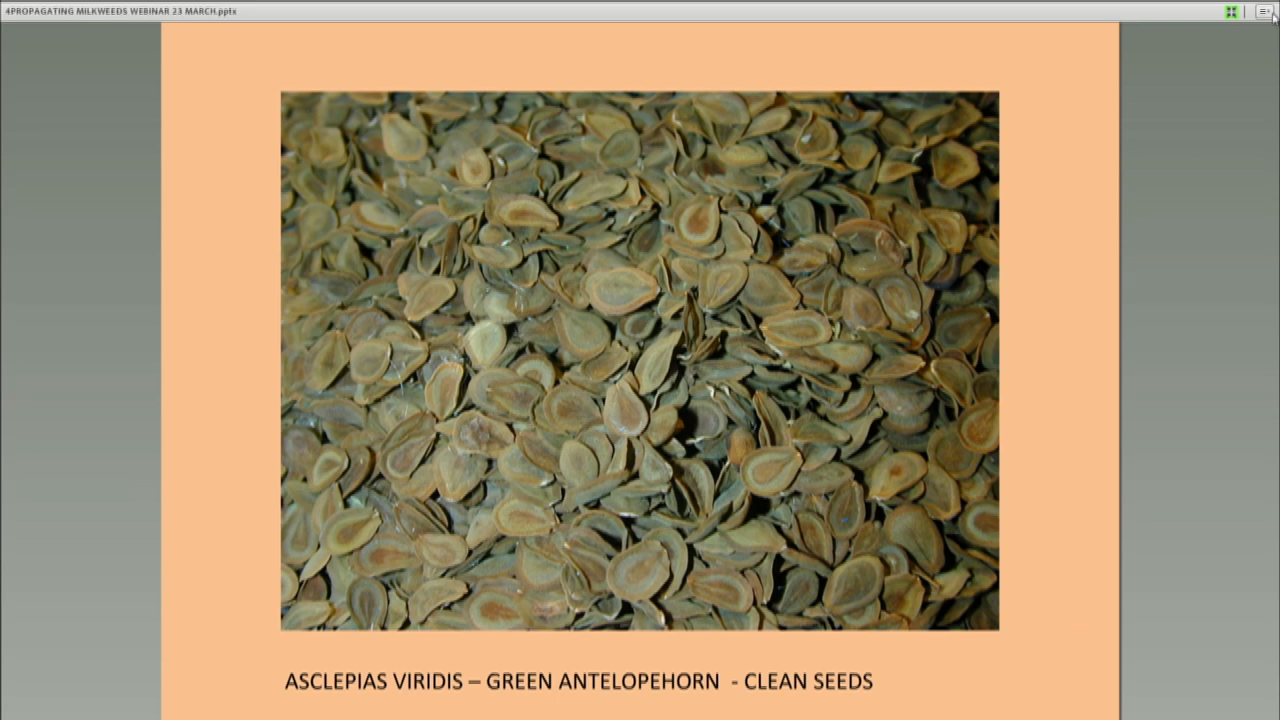 4PROPAGATING MILKWEEDS WEBINAR 23 MARCH.pptx
ASCLEPIAS VIRIDIS – GREEN ANTELOPEHORN - CLEAN SEEDS